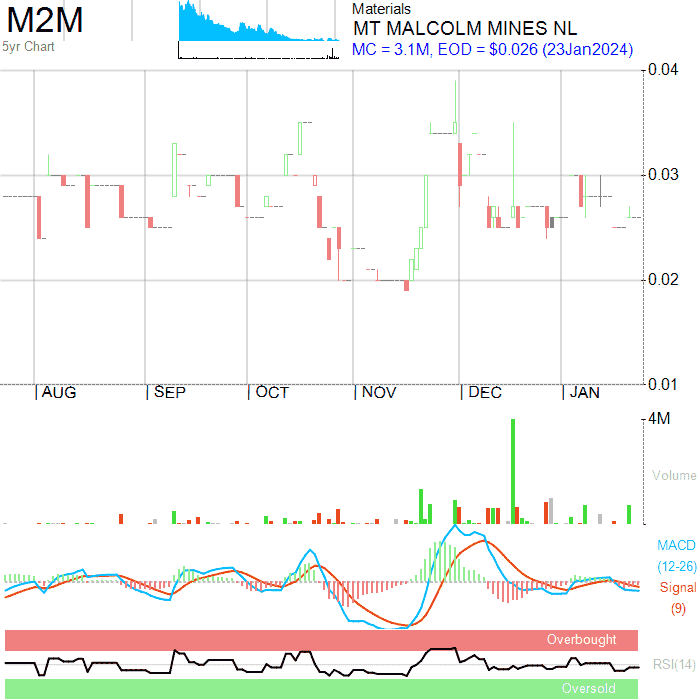 M2M
5yr Chart
Materials
MT MALCOLM MINES NL
MC = 3.1M, EOD = $0.026 (23Jan2024)
0.04
0.03
0.02
0.01
AUG
SEP
OCT
NOV
DEC
JAN
4M
Volume
MACD
(12-26)
Signal
(9)
Overbought
RSI(14)
Oversold